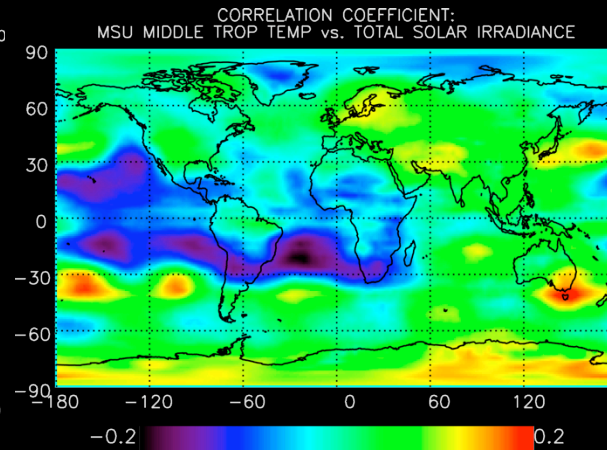 CORRELATION COEFFICIENT:
MSU MIDDLE TROP TEMP vs. TOTAL SOLAR IRRADIANCE
90
60
30
0
−30
−60
−90
−180 −120 −60 0 60 120
−0.2 0.2